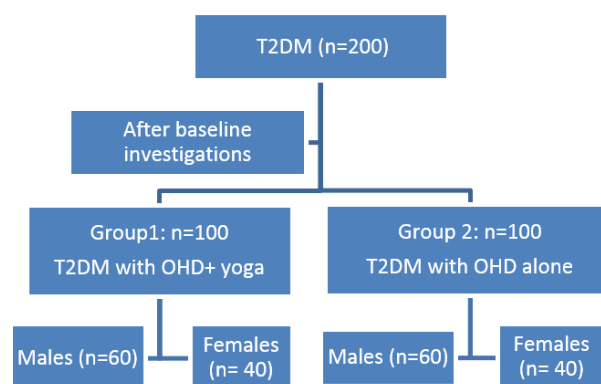 T2DM (n=200)
After baseline
investigations
Group1: n=100
T2DM with OHD+ yoga
Group 2: n=100
T2DM with OHD alone
Males (n=60)
Females
(n= 40)
Males (n=60)
Females
(n= 40)